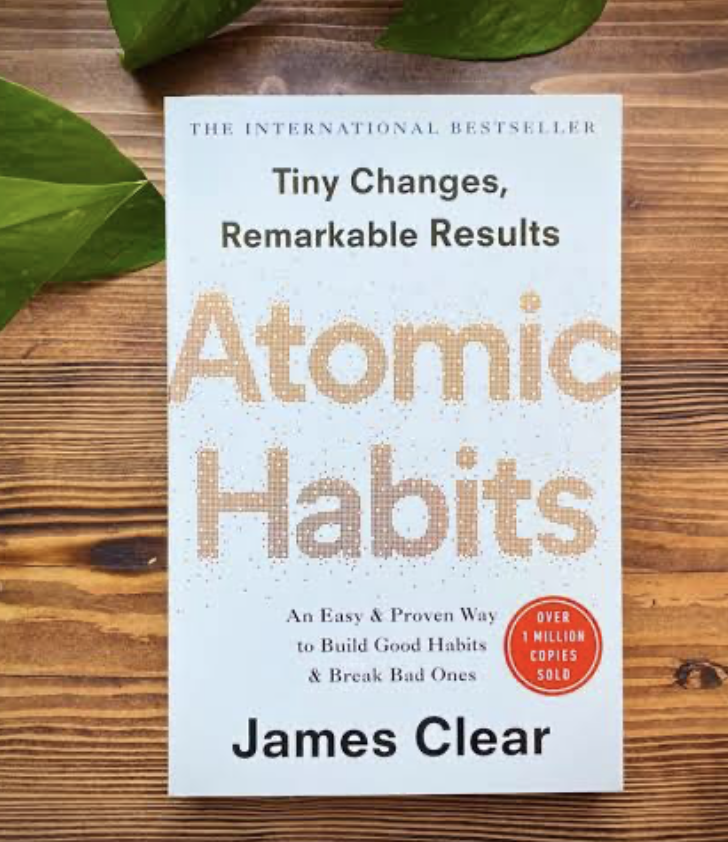 THE INTERNATIONAL BESTSELLER
Tiny Changes,
Remarkable Results
Atomic
Habits
An Easy & Proven Way
to Build Good Habits
& Break Bad Ones
OVER
1 MILLION
COPIES
SOLD
James Clear